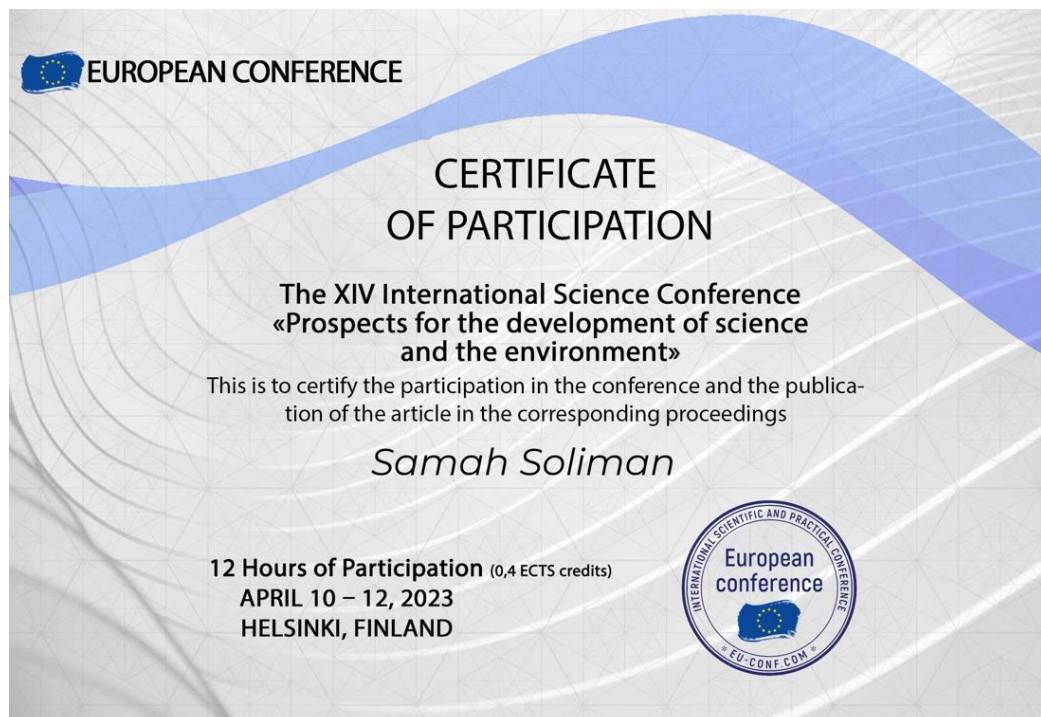 EUROPEAN CONFERENCE
CERTIFICATE
OF PARTICIPATION
The XIV International Science Conference
«Prospects for the development of science
and the environment»
This is to certify the participation in the conference and the publica-
tion of the article in the corresponding proceedings
Samah Soliman
12 Hours of Participation (0,4 ECTS credits)
APRIL 10 – 12, 2023
HELSINKI, FINLAND
INTERNATIONAL SCIENTIFIC AND PRACTICAL CONFERENCE
European
conference
* EU-CONF.COM *